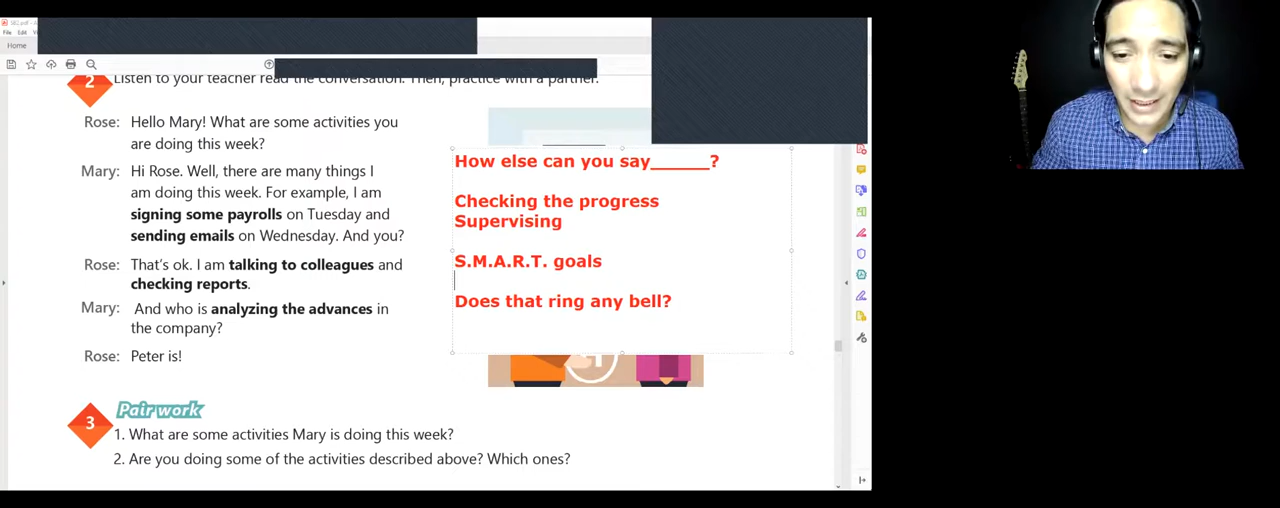 File Edit
Home
2
Listen to your teacher read the conversation. Then, practice with a partner.
Rose: Hello Mary! What are some activities you
are doing this week?
Mary: Hi Rose. Well, there are many things I
am doing this week. For example, I am
signing some payrolls on Tuesday and
sending emails on Wednesday. And you?
Rose: That's ok. I am talking to colleagues and
checking reports.
Mary: And who is analyzing the advances in
the company?
Rose: Peter is!
How else can you say______?
Checking the progress
Supervising
S.M.A.R.T. goals
Does that ring any bell?
Pair work
3
1. What are some activities Mary is doing this week?
2. Are you doing some of the activities described above? Which ones?